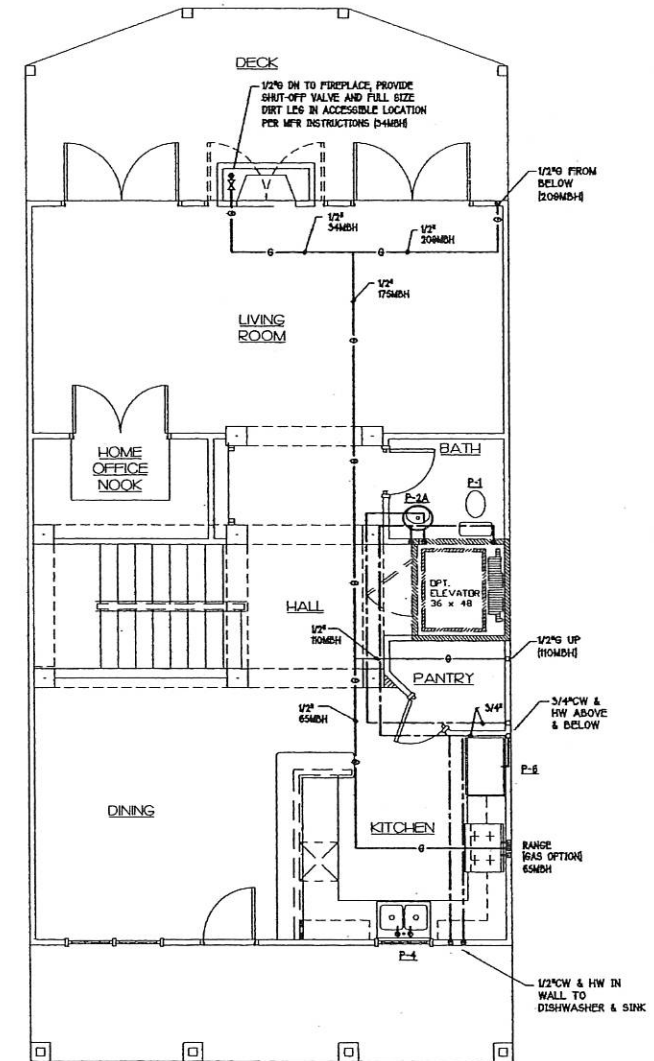 DECK
1/2"G DN TO FIREPLACE, PROVIDE
SHUT-OFF VALVE AND FULL SIZE
DIRT LEG IN ACCESSIBLE LOCATION
PER MFR INSTRUCTIONS (34MBH)
1/2"G FROM
BELOW
(209MBH)
1/2"
34MBH
1/2"
209MBH
G
G
G
G
1/2"
175MBH
G
LIVING
ROOM
HOME
OFFICE
NOOK
G
BATH
P-1
P-2A
OPT.
ELEVATOR
36 x 48
G
HALL
1/2"
110MBH
1/2"G UP
(110MBH)
G
PANTRY
G
1/2"
65MBH
3/4"
3/4"CW &
HW ABOVE
& BELOW
G
P-6
DINING
KITCHEN
G
RANGE
(GAS OPTION)
65MBH
P-4
1/2"CW & HW IN
WALL TO
DISHWASHER & SINK